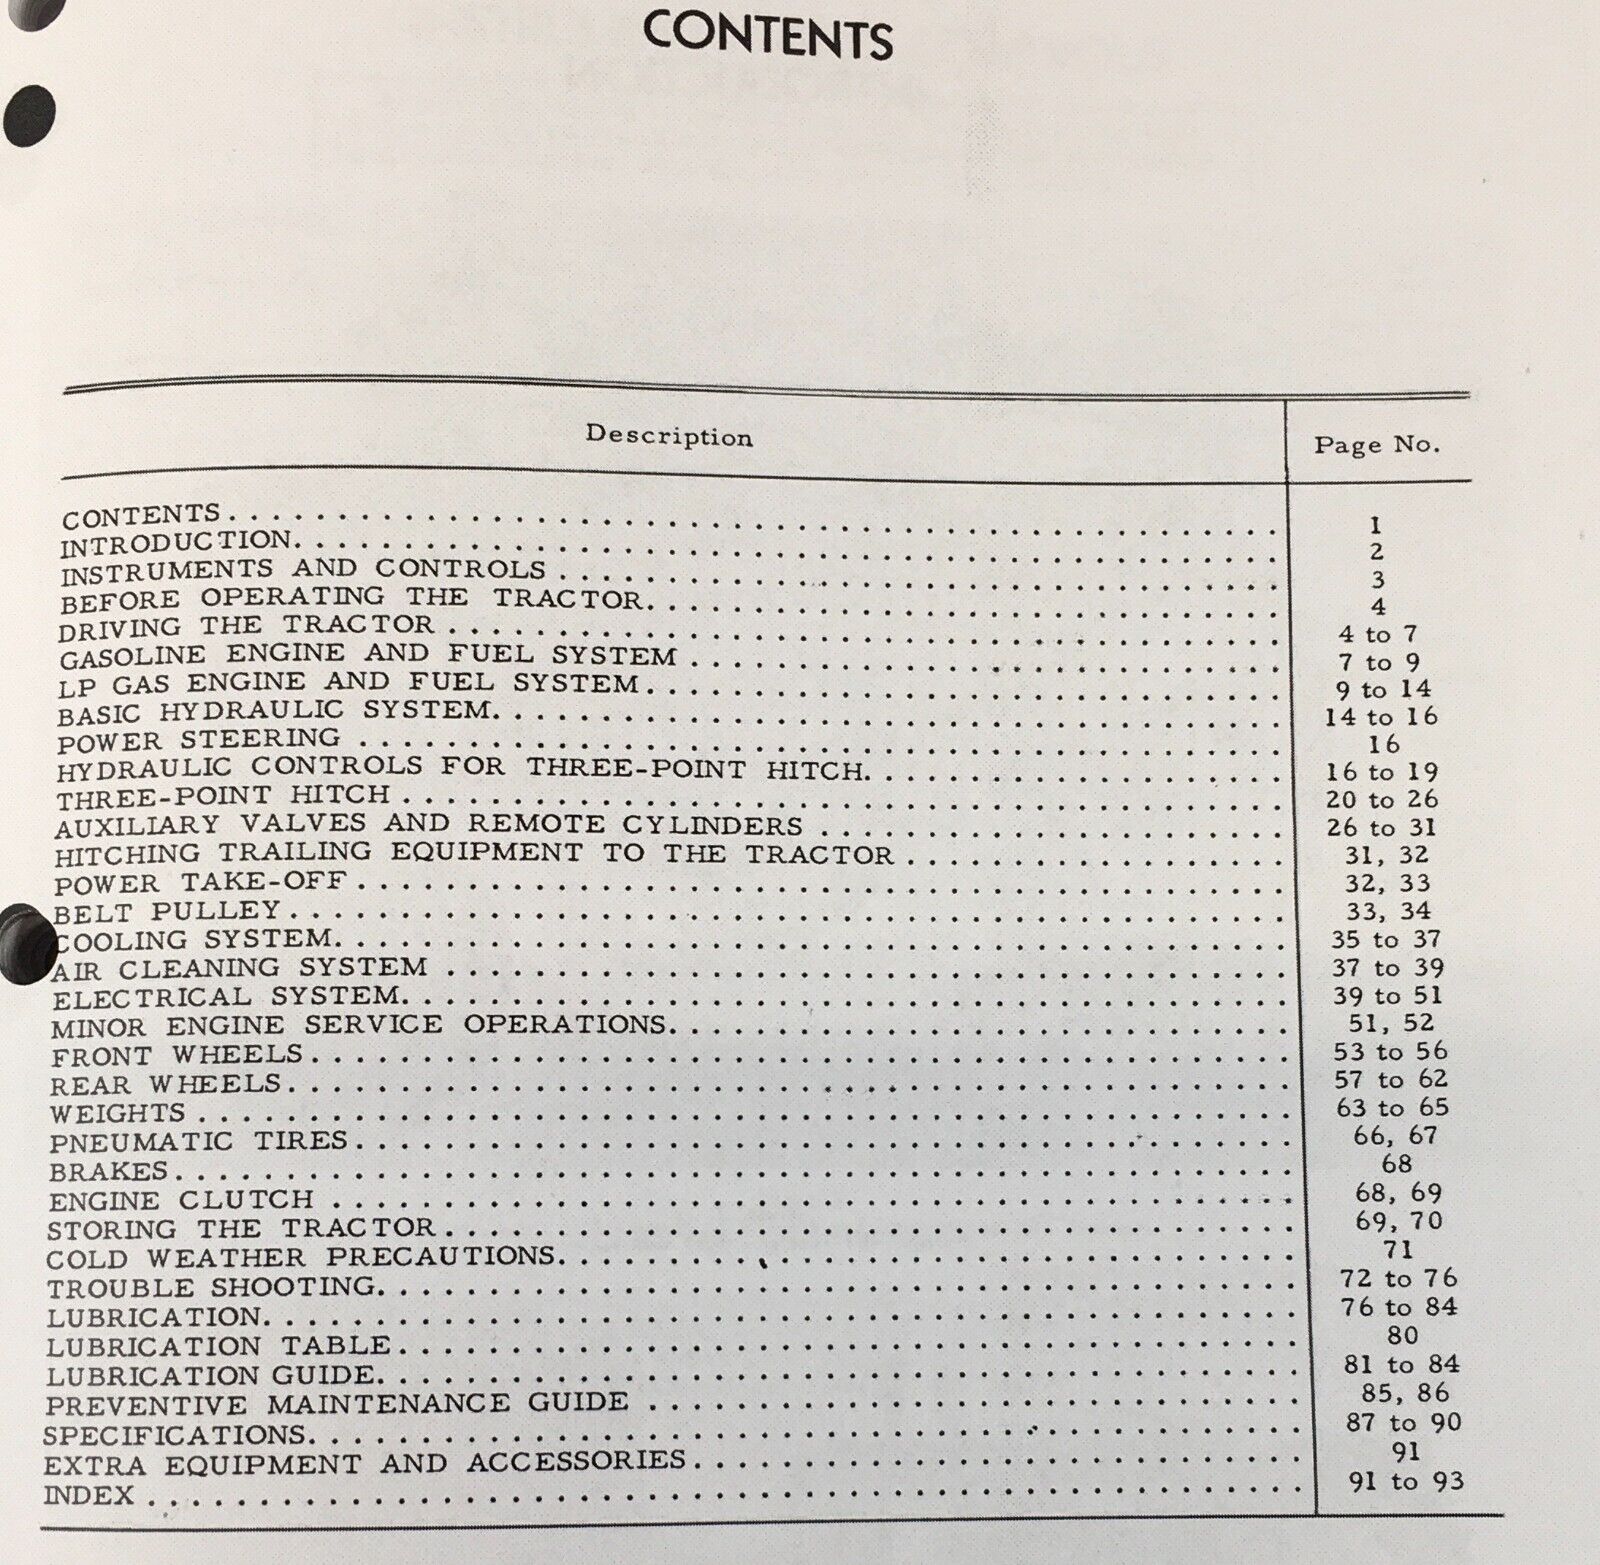 CONTENTS
Description Page No.
CONTENTS . . . . . . . . . . 1
INTRODUCTION. . . . . . . . . . 2
INSTRUMENTS AND CONTROLS . . . . . . . . . . 3
BEFORE OPERATING THE TRACTOR. . . . . . . . . . 4
DRIVING THE TRACTOR . . . . . . . . . . 4 to 7
GASOLINE ENGINE AND FUEL SYSTEM . . . . . . . . . . 7 to 9
LP GAS ENGINE AND FUEL SYSTEM. . . . . . . . . . 9 to 14
BASIC HYDRAULIC SYSTEM. . . . . . . . . . 14 to 16
POWER STEERING . . . . . . . . . . 16
HYDRAULIC CONTROLS FOR THREE-POINT HITCH. . . . . . . . . . 16 to 19
THREE-POINT HITCH . . . . . . . . . . 20 to 26
AUXILIARY VALVES AND REMOTE CYLINDERS . . . . . . . . . . 26 to 31
HITCHING TRAILING EQUIPMENT TO THE TRACTOR . . . . . . . . . . 31, 32
POWER TAKE-OFF . . . . . . . . . . 32, 33
BELT PULLEY . . . . . . . . . . 33, 34
COOLING SYSTEM. . . . . . . . . . 35 to 37
AIR CLEANING SYSTEM . . . . . . . . . . 37 to 39
ELECTRICAL SYSTEM. . . . . . . . . . 39 to 51
MINOR ENGINE SERVICE OPERATIONS. . . . . . . . . . 51, 52
FRONT WHEELS . . . . . . . . . . 53 to 56
REAR WHEELS. . . . . . . . . . 57 to 62
WEIGHTS . . . . . . . . . . 63 to 65
PNEUMATIC TIRES. . . . . . . . . . 66, 67
BRAKES. . . . . . . . . . 68
ENGINE CLUTCH . . . . . . . . . . 68, 69
STORING THE TRACTOR . . . . . . . . . . 69, 70
COLD WEATHER PRECAUTIONS. . . . . . . . . . 71
TROUBLE SHOOTING. . . . . . . . . . 72 to 76
LUBRICATION. . . . . . . . . . 76 to 84
LUBRICATION TABLE . . . . . . . . . . 80
LUBRICATION GUIDE. . . . . . . . . . 81 to 84
PREVENTIVE MAINTENANCE GUIDE . . . . . . . . . . 85, 86
SPECIFICATIONS. . . . . . . . . . 87 to 90
EXTRA EQUIPMENT AND ACCESSORIES. . . . . . . . . . 91
INDEX . . . . . . . . . . 91 to 93